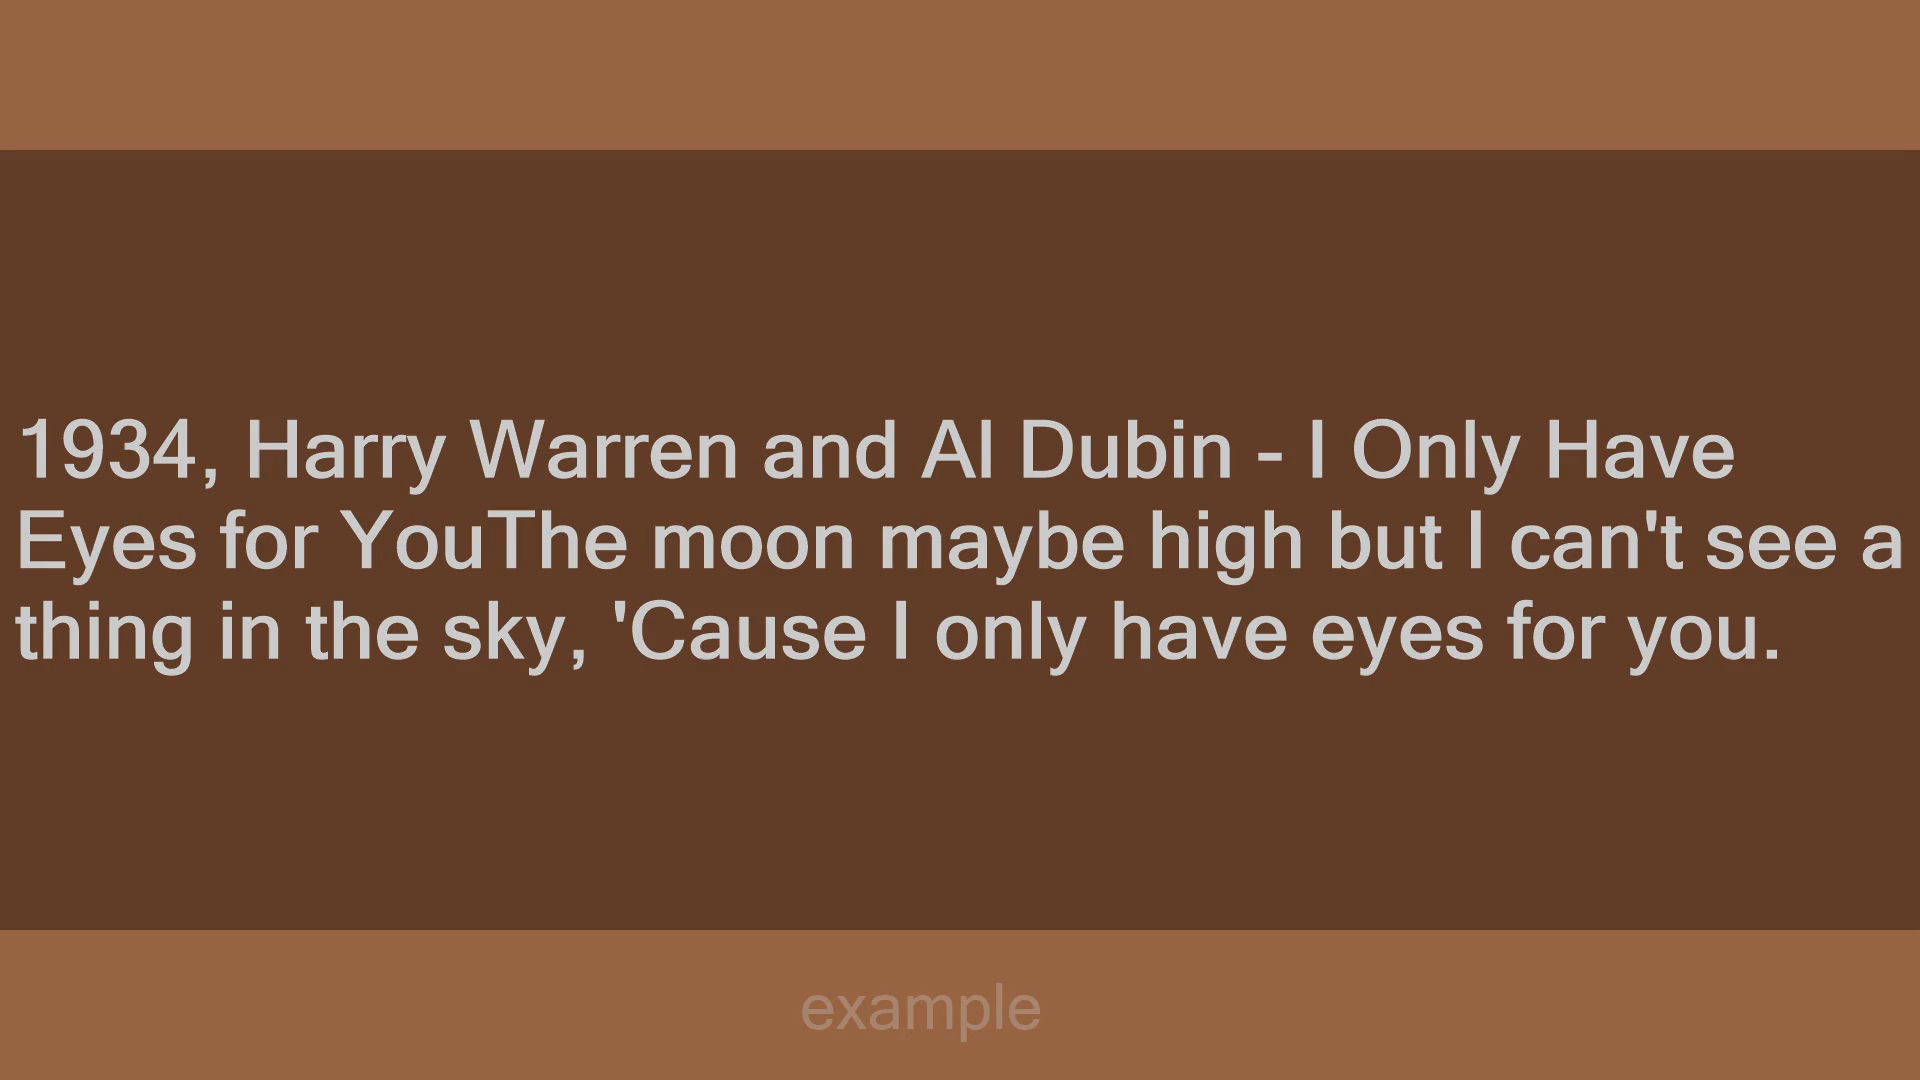 1934, Harry Warren and Al Dubin - I Only Have
Eyes for YouThe moon maybe high but I can't see a
thing in the sky, 'Cause I only have eyes for you.
example